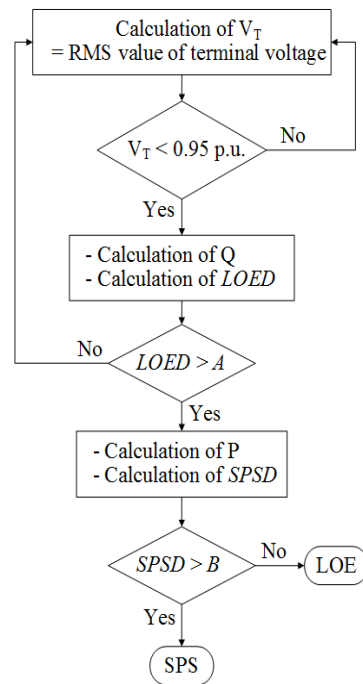 Calculation of V_T
= RMS value of terminal voltage
V_T < 0.95 p.u.
No
Yes
- Calculation of Q
- Calculation of LOED
No
LOED > A
Yes
- Calculation of P
- Calculation of SPSD
SPSD > B
No
LOE
Yes
SPS